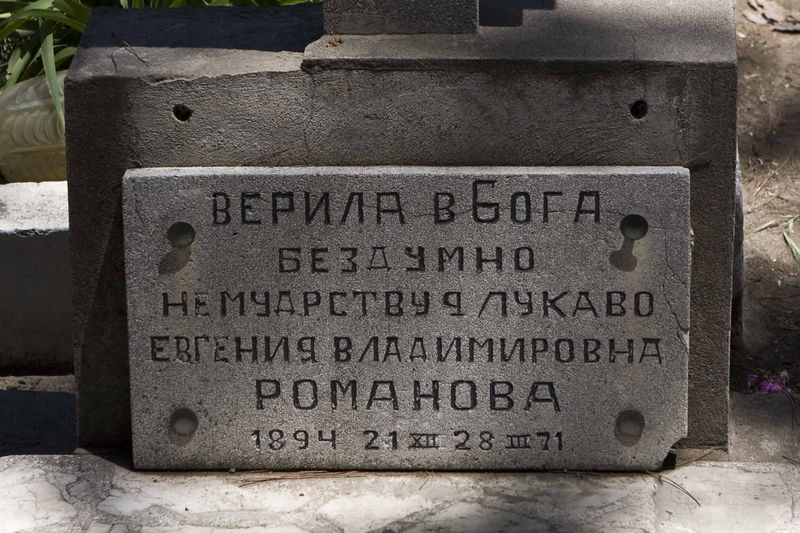 ВЕРИЛА В БОГА
БЕЗДУМНО
НЕМУДРСТВУЯ ЛУКАВО
ЕВГЕНИЯ ВЛАДИМИРОВНА
РОМАНОВА
1894 21 XII 28 III 71